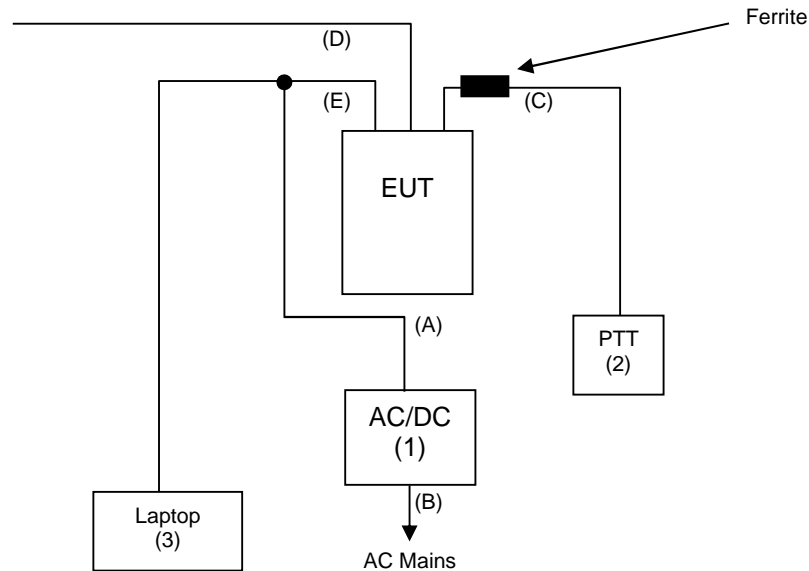 Ferrite
(D)
(E)
(C)
EUT
(A)
PTT
(2)
AC/DC
(1)
Laptop
(3)
(B)
AC Mains